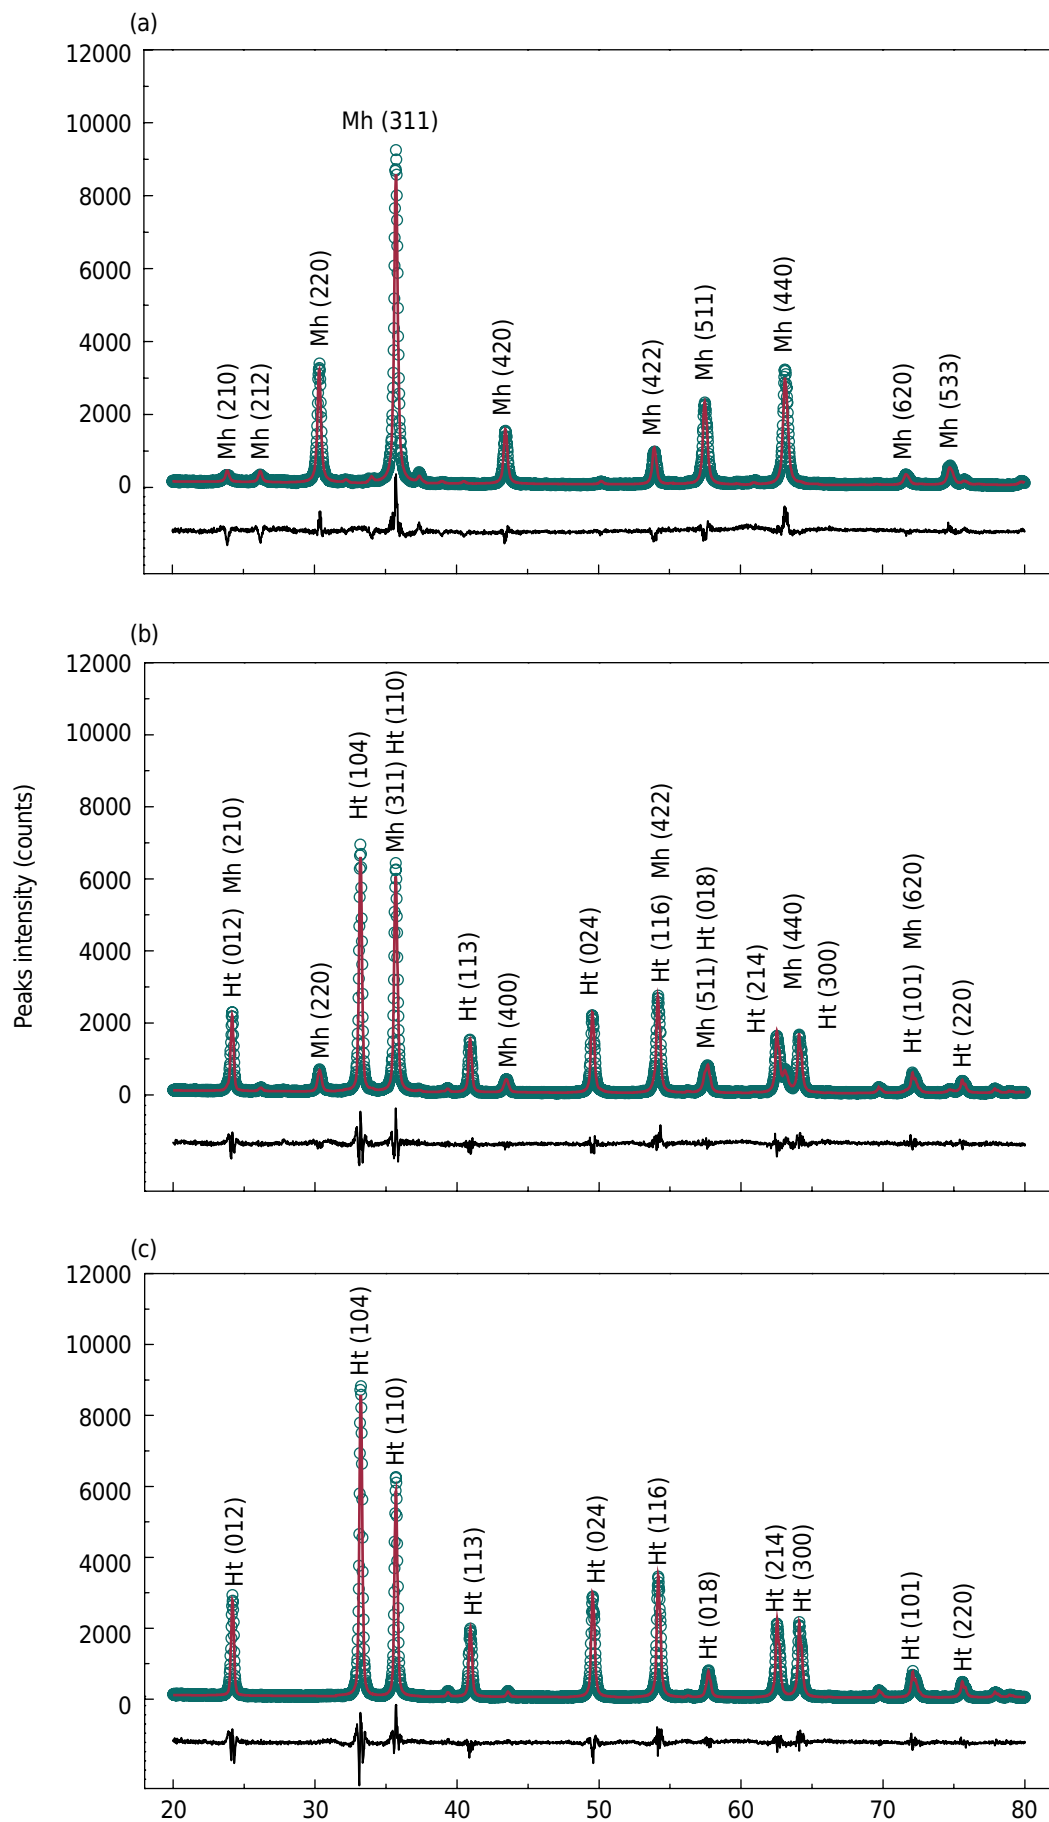 Peaks intensity (counts)
(a)
12000
10000
8000
6000
4000
2000
0
Mh (210)
Mh (212)
Mh (220)
Mh (311)
Mh (420)
Mh (422)
Mh (511)
Mh (440)
Mh (620)
Mh (533)
(b)
12000
10000
8000
6000
4000
2000
0
Ht (012) Mh (210)
Mh (220)
Ht (104)
Mh (311) Ht (110)
Ht (113)
Mh (400)
Ht (024)
Ht (116) Mh (422)
Mh (511) Ht (018)
Ht (214)
Mh (440)
Ht (300)
Ht (101) Mh (620)
Ht (220)
(c)
12000
10000
8000
6000
4000
2000
0
Ht (012)
Ht (104)
Ht (110)
Ht (113)
Ht (024)
Ht (116)
Ht (018)
Ht (214)
Ht (300)
Ht (101)
Ht (220)
20 30 40 50 60 70 80